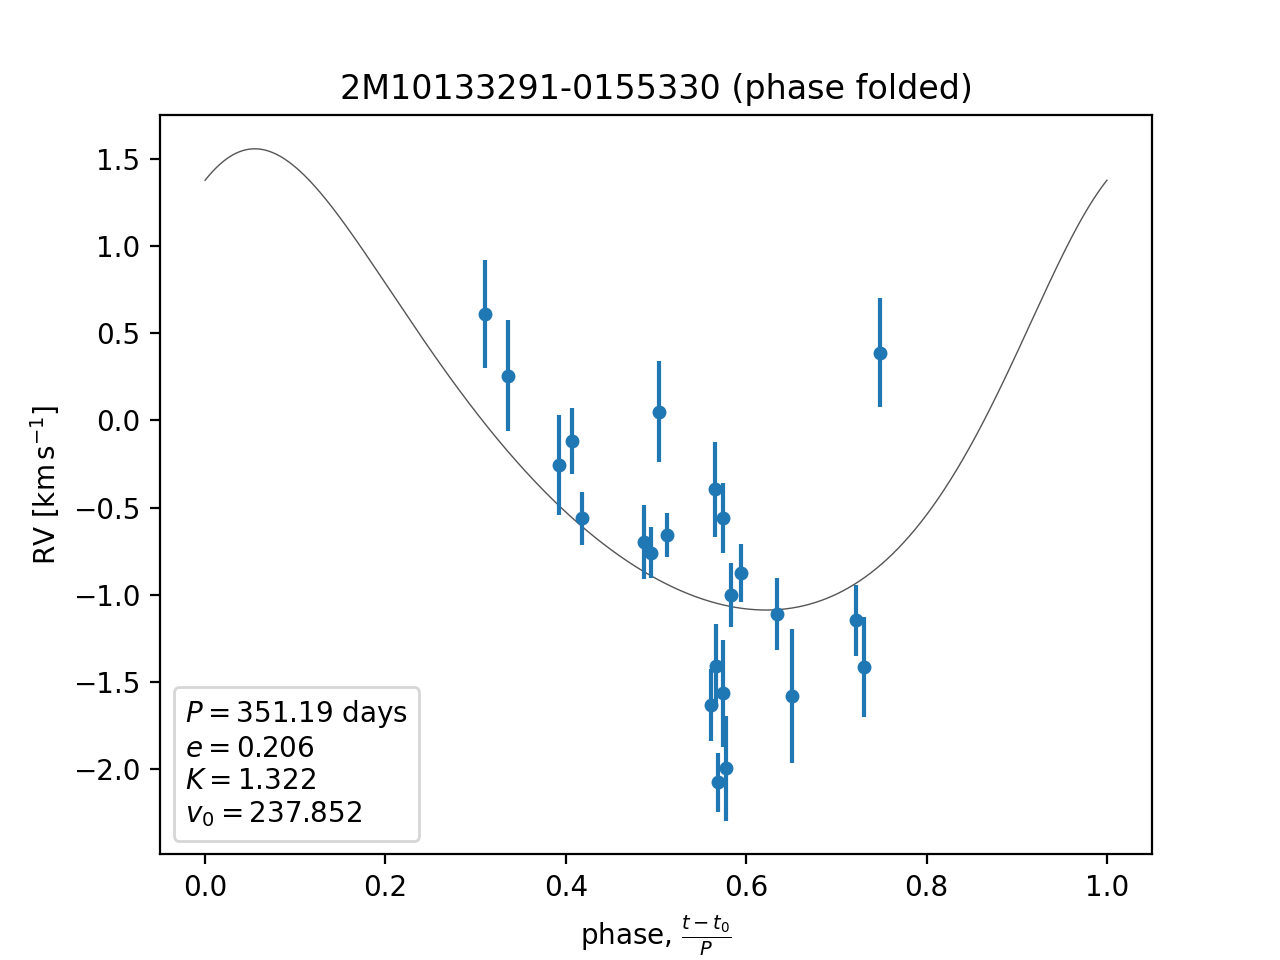 2M10133291-0155330 (phase folded)
1.5
1.0
0.5
0.0
−0.5
−1.0
−1.5
−2.0
RV [km s⁻¹]
P = 351.19 days
e = 0.206
K = 1.322
v₀ = 237.852
0.0 0.2 0.4 0.6 0.8 1.0
phase, (t − t₀)/P